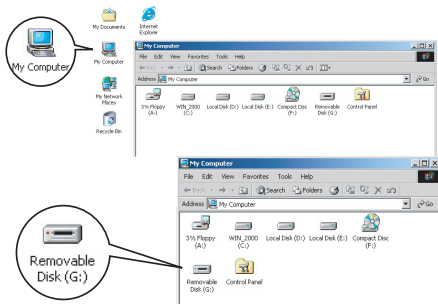 My Documents
Internet
Explorer
My Computer
My Computer
My Network
Places
Recycle Bin
My Computer
File Edit View Favorites Tools Help
Back Search Folders
Address My Computer Go
3½ Floppy (A:) WIN_2000 (C:) Local Disk (D:) Local Disk (E:) Compact Disc (F:) Removable Disk (G:) Control Panel
My Computer
File Edit View Favorites Tools Help
Back Search Folders
Address My Computer Go
3½ Floppy (A:) WIN_2000 (C:) Local Disk (D:) Local Disk (E:) Compact Disc (F:)
Removable Disk (G:) Control Panel
Removable
Disk (G:)